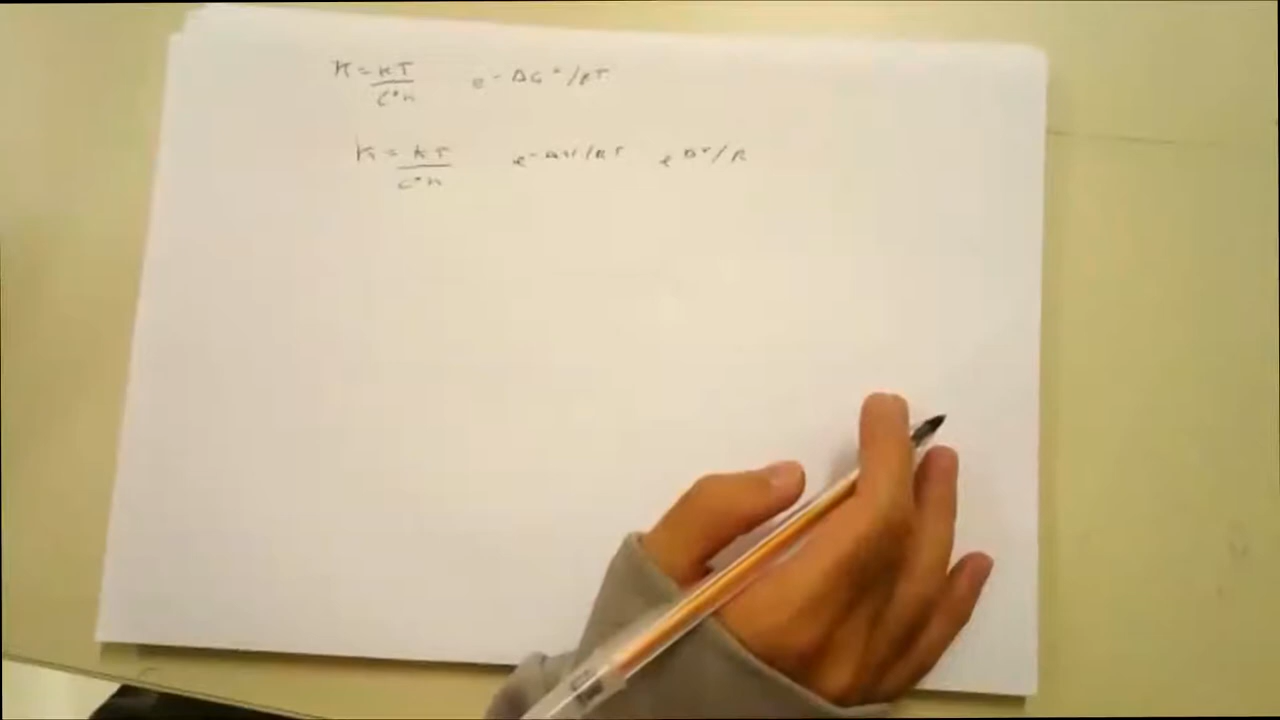 K = kT / c°h e^-ΔG°/RT
K = kT / c°h e^-ΔH/RT e^Δs/R